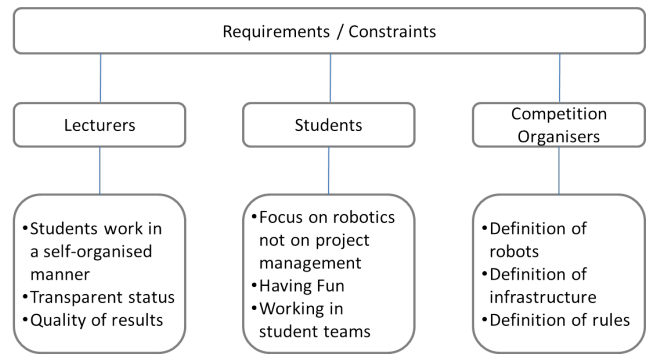 Requirements / Constraints
Lecturers
Students
Competition
Organisers
•Students work in
a self-organised
manner
•Transparent status
•Quality of results
•Focus on robotics
not on project
management
•Having Fun
•Working in
student teams
•Definition of
robots
•Definition of
infrastructure
•Definition of rules